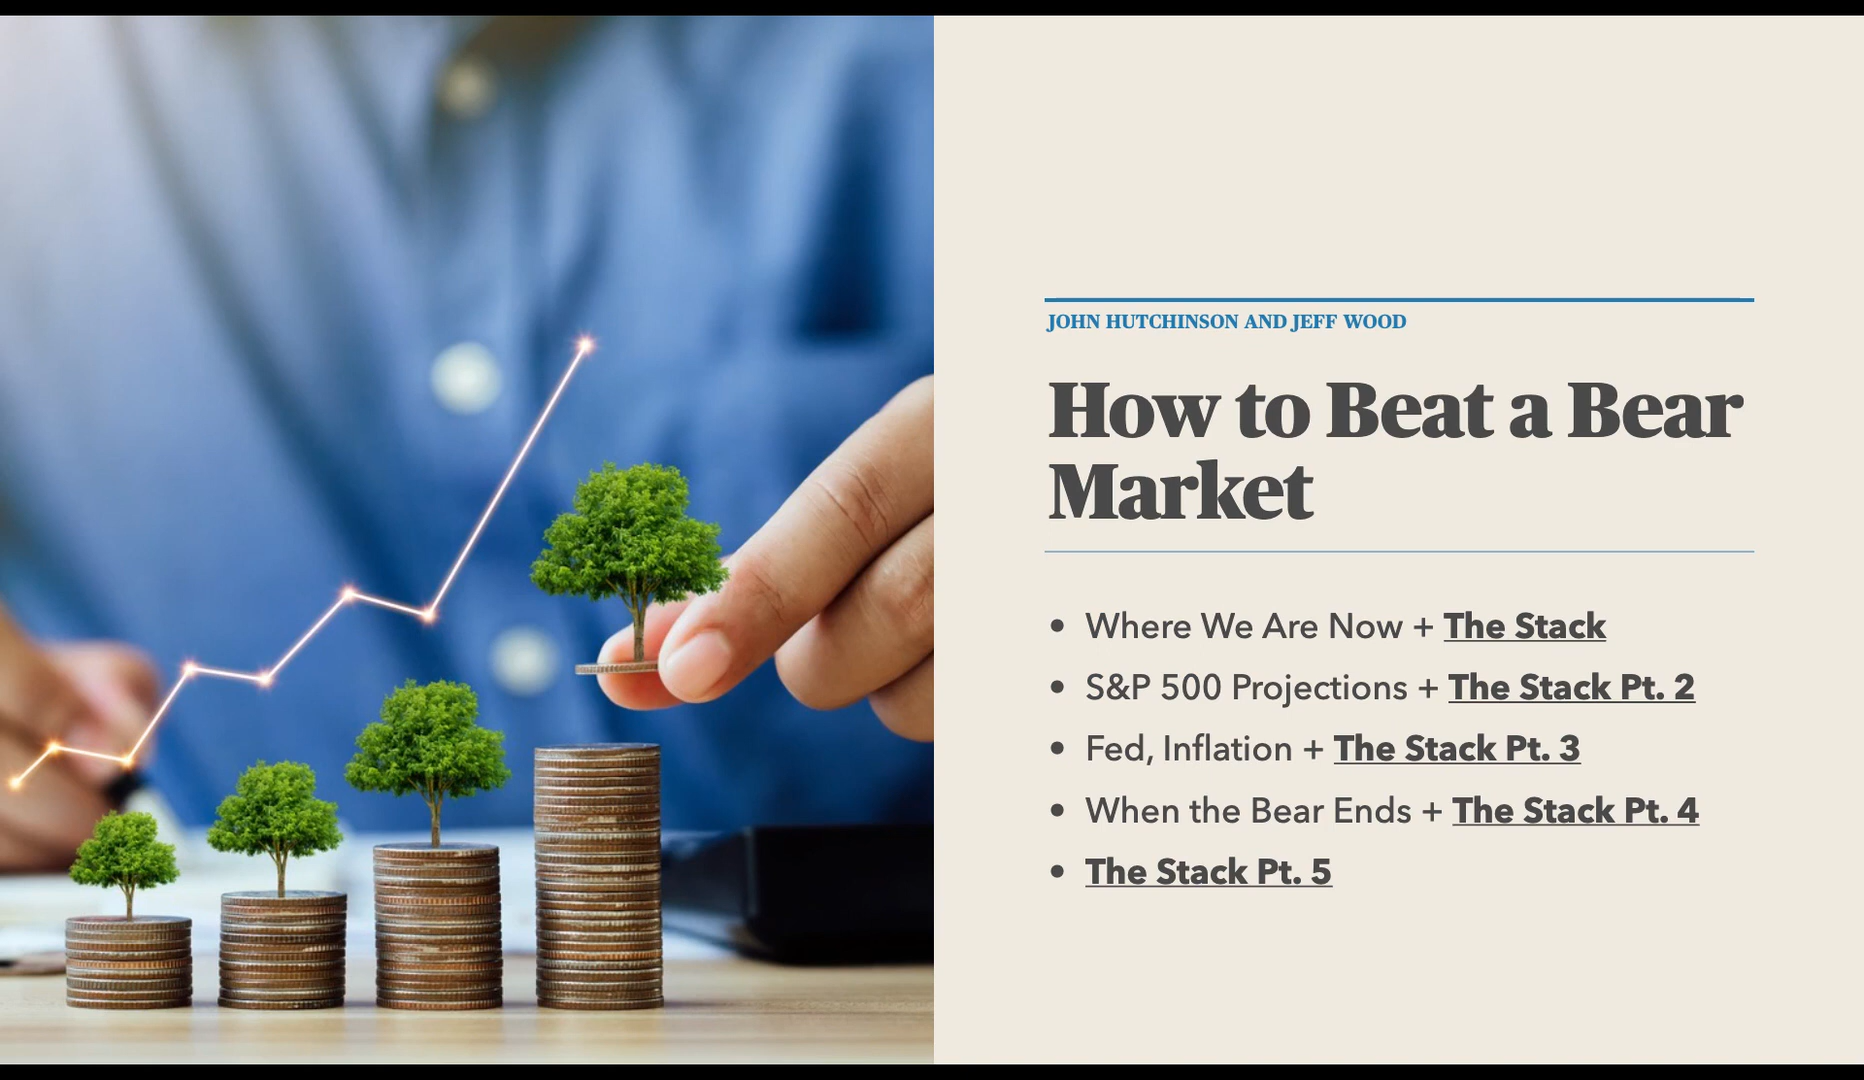 JOHN HUTCHINSON AND JEFF WOOD
How to Beat a Bear
Market
• Where We Are Now + The Stack
• S&P 500 Projections + The Stack Pt. 2
• Fed, Inflation + The Stack Pt. 3
• When the Bear Ends + The Stack Pt. 4
• The Stack Pt. 5